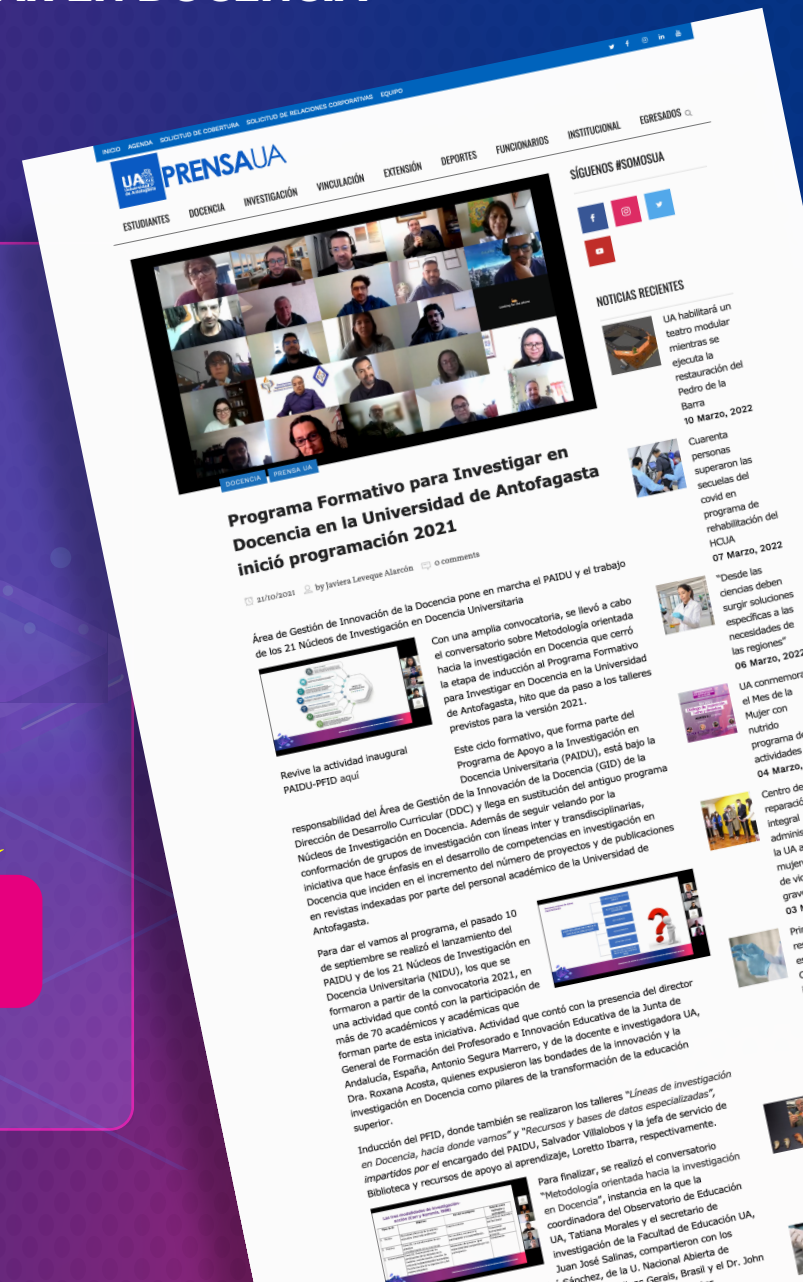 INICIO AGENDA SOLICITUD DE COBERTURA SOLICITUD DE RELACIONES CORPORATIVAS EQUIPO
UA
Universidad de Antofagasta
PRENSAUA
ESTUDIANTES DOCENCIA INVESTIGACIÓN VINCULACIÓN EXTENSIÓN DEPORTES FUNCIONARIOS INSTITUCIONAL EGRESADOS
DOCENCIA PRENSA UA
Programa Formativo para Investigar en
Docencia en la Universidad de Antofagasta
inició programación 2021
21/10/2021 by Javiera Leveque Alarcón 0 comments
Área de Gestión de Innovación de la Docencia pone en marcha el PAIDU y el trabajo
de los 21 Núcleos de Investigación en Docencia Universitaria
Revive la actividad inaugural
PAIDU-PFID aquí
Con una amplia convocatoria, se llevó a cabo
el conversatorio sobre Metodología orientada
hacia la investigación en Docencia que cerró
la etapa de inducción al Programa Formativo
para Investigar en Docencia en la Universidad
de Antofagasta, hito que da paso a los talleres
previstos para la versión 2021.
Este ciclo formativo, que forma parte del
Programa de Apoyo a la Investigación en
Docencia Universitaria (PAIDU), está bajo la
responsabilidad del Área de Gestión de la Innovación de la Docencia (GID) de la
Dirección de Desarrollo Curricular (DDC) y llega en sustitución del antiguo programa
Núcleos de Investigación en Docencia. Además de seguir velando por la
conformación de grupos de investigación con líneas inter y transdisciplinarias,
iniciativa que hace énfasis en el desarrollo de competencias en investigación en
Docencia que inciden en el incremento del número de proyectos y de publicaciones
en revistas indexadas por parte del personal académico de la Universidad de
Antofagasta.
Para dar el vamos al programa, el pasado 10
de septiembre se realizó el lanzamiento del
PAIDU y de los 21 Núcleos de Investigación en
Docencia Universitaria (NIDU), los que se
formaron a partir de la convocatoria 2021, en
una actividad que contó con la participación de
más de 70 académicos y académicas que
forman parte de esta iniciativa. Actividad que contó con la presencia del director
General de Formación del Profesorado e Innovación Educativa de la Junta de
Andalucía, España, Antonio Segura Marrero, y de la docente e investigadora UA,
Dra. Roxana Acosta, quienes expusieron las bondades de la innovación y la
investigación en Docencia como pilares de la transformación de la educación
superior.
Inducción del PFID, donde también se realizaron los talleres "Líneas de investigación
en Docencia, hacia donde vamos" y "Recursos y bases de datos especializadas",
impartidos por el encargado del PAIDU, Salvador Villalobos y la jefa de servicio de
Biblioteca y recursos de apoyo al aprendizaje, Loretto Ibarra, respectivamente.
Para finalizar, se realizó el conversatorio
"Metodología orientada hacia la investigación
en Docencia", instancia en la que la
coordinadora del Observatorio de Educación
UA, Tatiana Morales y el secretario de
investigación de la Facultad de Educación UA,
Juan José Salinas, compartieron con los
Sánchez, de la U. Nacional Abierta de
Gerais, Brasil y el Dr. John
SÍGUENOS #SOMOSUA
NOTICIAS RECIENTES
UA habilitará un
teatro modular
mientras se
ejecuta la
restauración del
Pedro de la
Barra
10 Marzo, 2022
Cuarenta
personas
superaron las
secuelas del
covid en
programa de
rehabilitación del
HCUA
07 Marzo, 2022
"Desde las
ciencias deben
surgir soluciones
específicas a las
necesidades de
las regiones"
06 Marzo, 2022
UA conmemora
el Mes de la
Mujer con
nutrido
programa de
actividades
04 Marzo,
Centro de
reparación
integral
la UA a
03 M